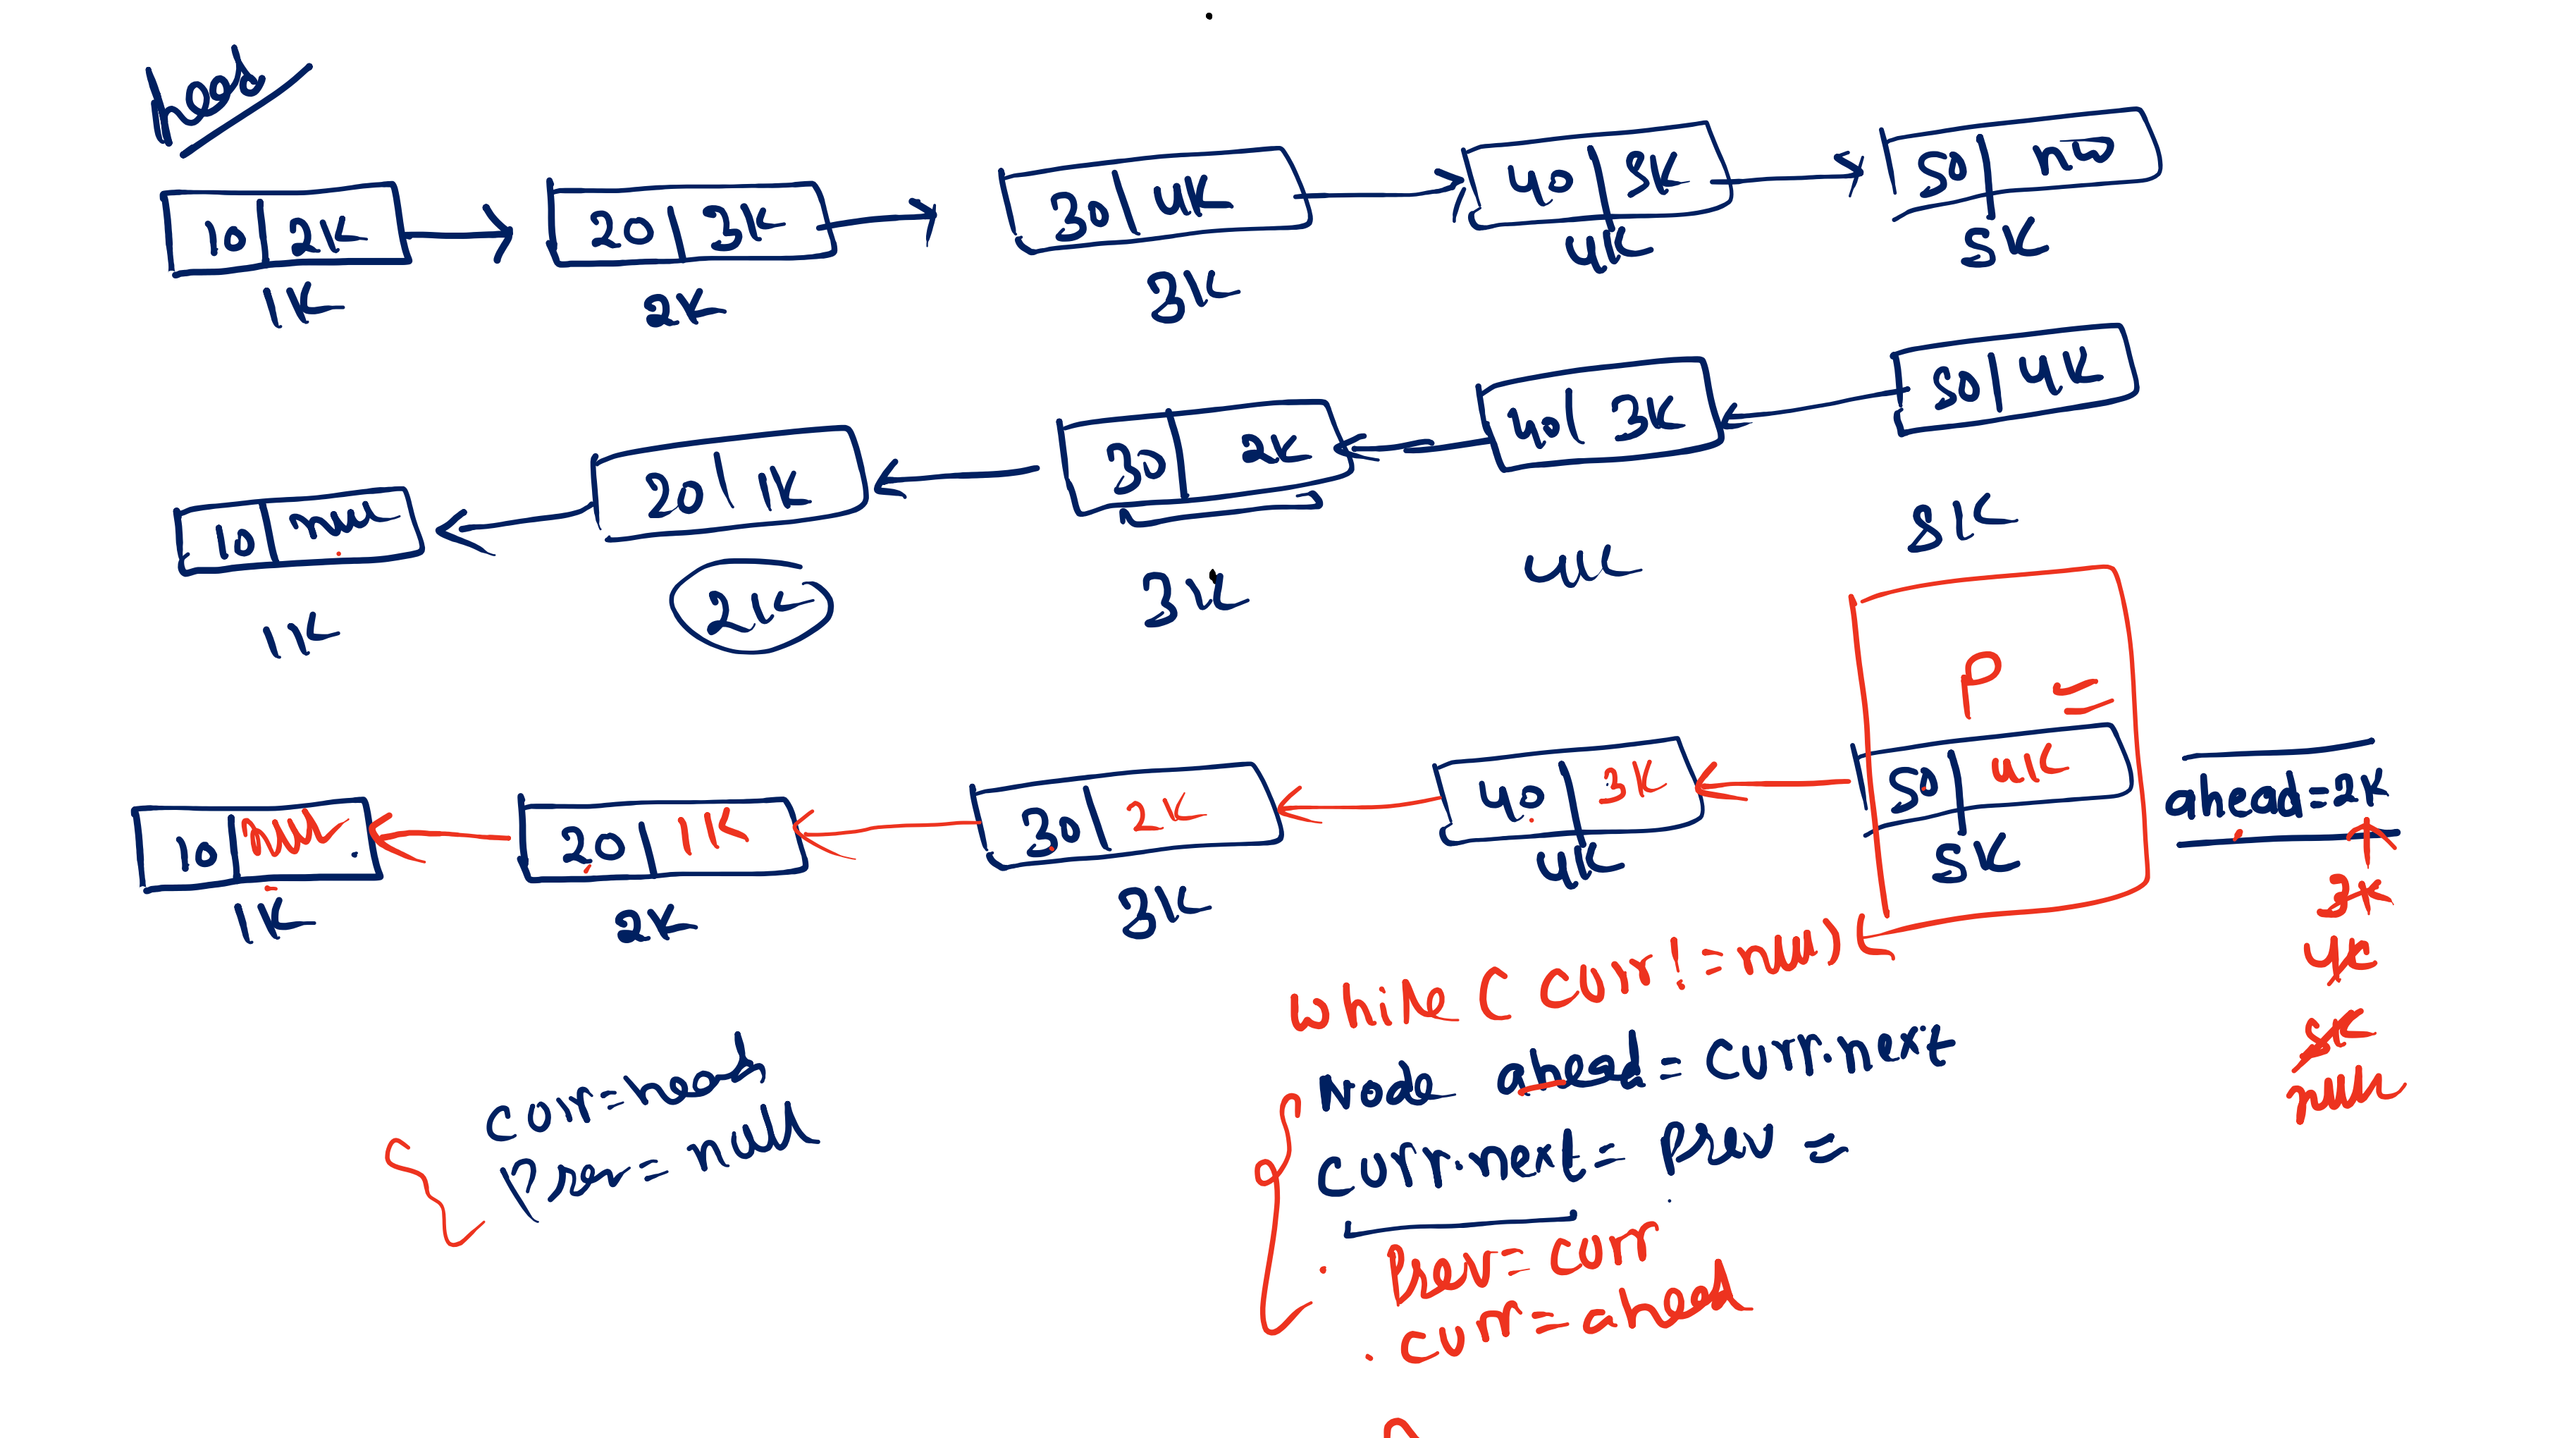 head
10 | 2K 20 | 3K 30 | 4K 40 | 5K 50 | null
1K 2K 3K 4K 5K
10 | null 20 | 1K 30 | 2K 40 | 3K 50 | 4K
1K 2K 3K 4K 5K
P =
10 | null 20 | 1K 30 | 2K 40 | 3K 50 | 4K ahead=2K
1K 2K 3K 4K 5K
3K
4K
5K
null
while ( curr! = null) {
Node ahead = curr.next
curr.next = prev =
prev = curr
curr = ahead
curr=head
prev = null